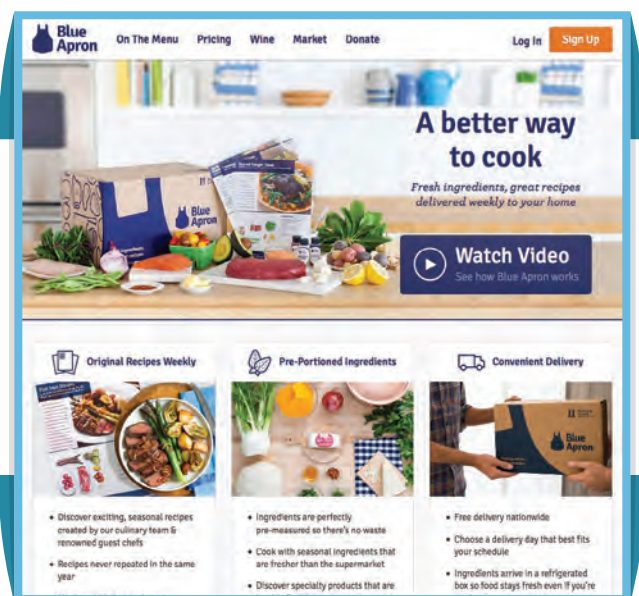 Blue
Apron
On The Menu Pricing Wine Market Donate
Log In Sign Up
A better way
to cook
Fresh ingredients, great recipes
delivered weekly to your home
Blue
Apron
Watch Video
See how Blue Apron works
Original Recipes Weekly
Pre-Portioned Ingredients
Convenient Delivery
Blue
Apron
• Discover exciting, seasonal recipes
created by our culinary team &
renowned guest chefs
• Recipes never repeated in the same
year
• Ingredients are perfectly
pre-measured so there's no waste
• Cook with seasonal ingredients that
are fresher than the supermarket
• Discover specialty products that are
• Free delivery nationwide
• Choose a delivery day that best fits
your schedule
• Ingredients arrive in a refrigerated
box so food stays fresh even if you're